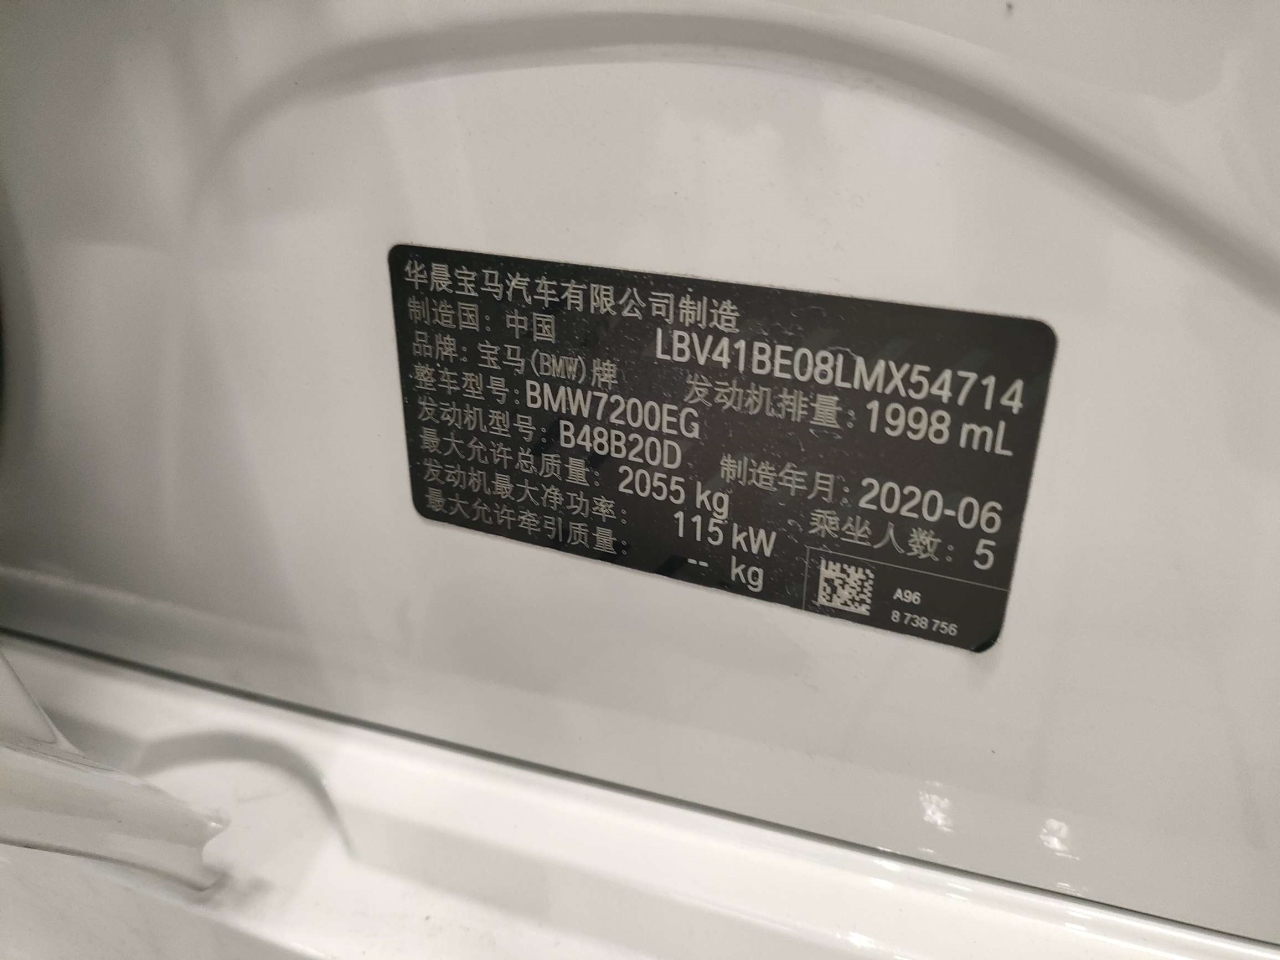 华晨宝马汽车有限公司制造
制造国：中国 LBV41BE08LMX54714
品牌：宝马(BMW)牌 发动机排量：1998 mL
整车型号：BMW7200EG
发动机型号：B48B20D 制造年月：2020-06
最大允许总质量：2055 kg 乘坐人数：5
发动机最大净功率：115 kW
最大允许牵引质量：-- kg
A96
8 738 756